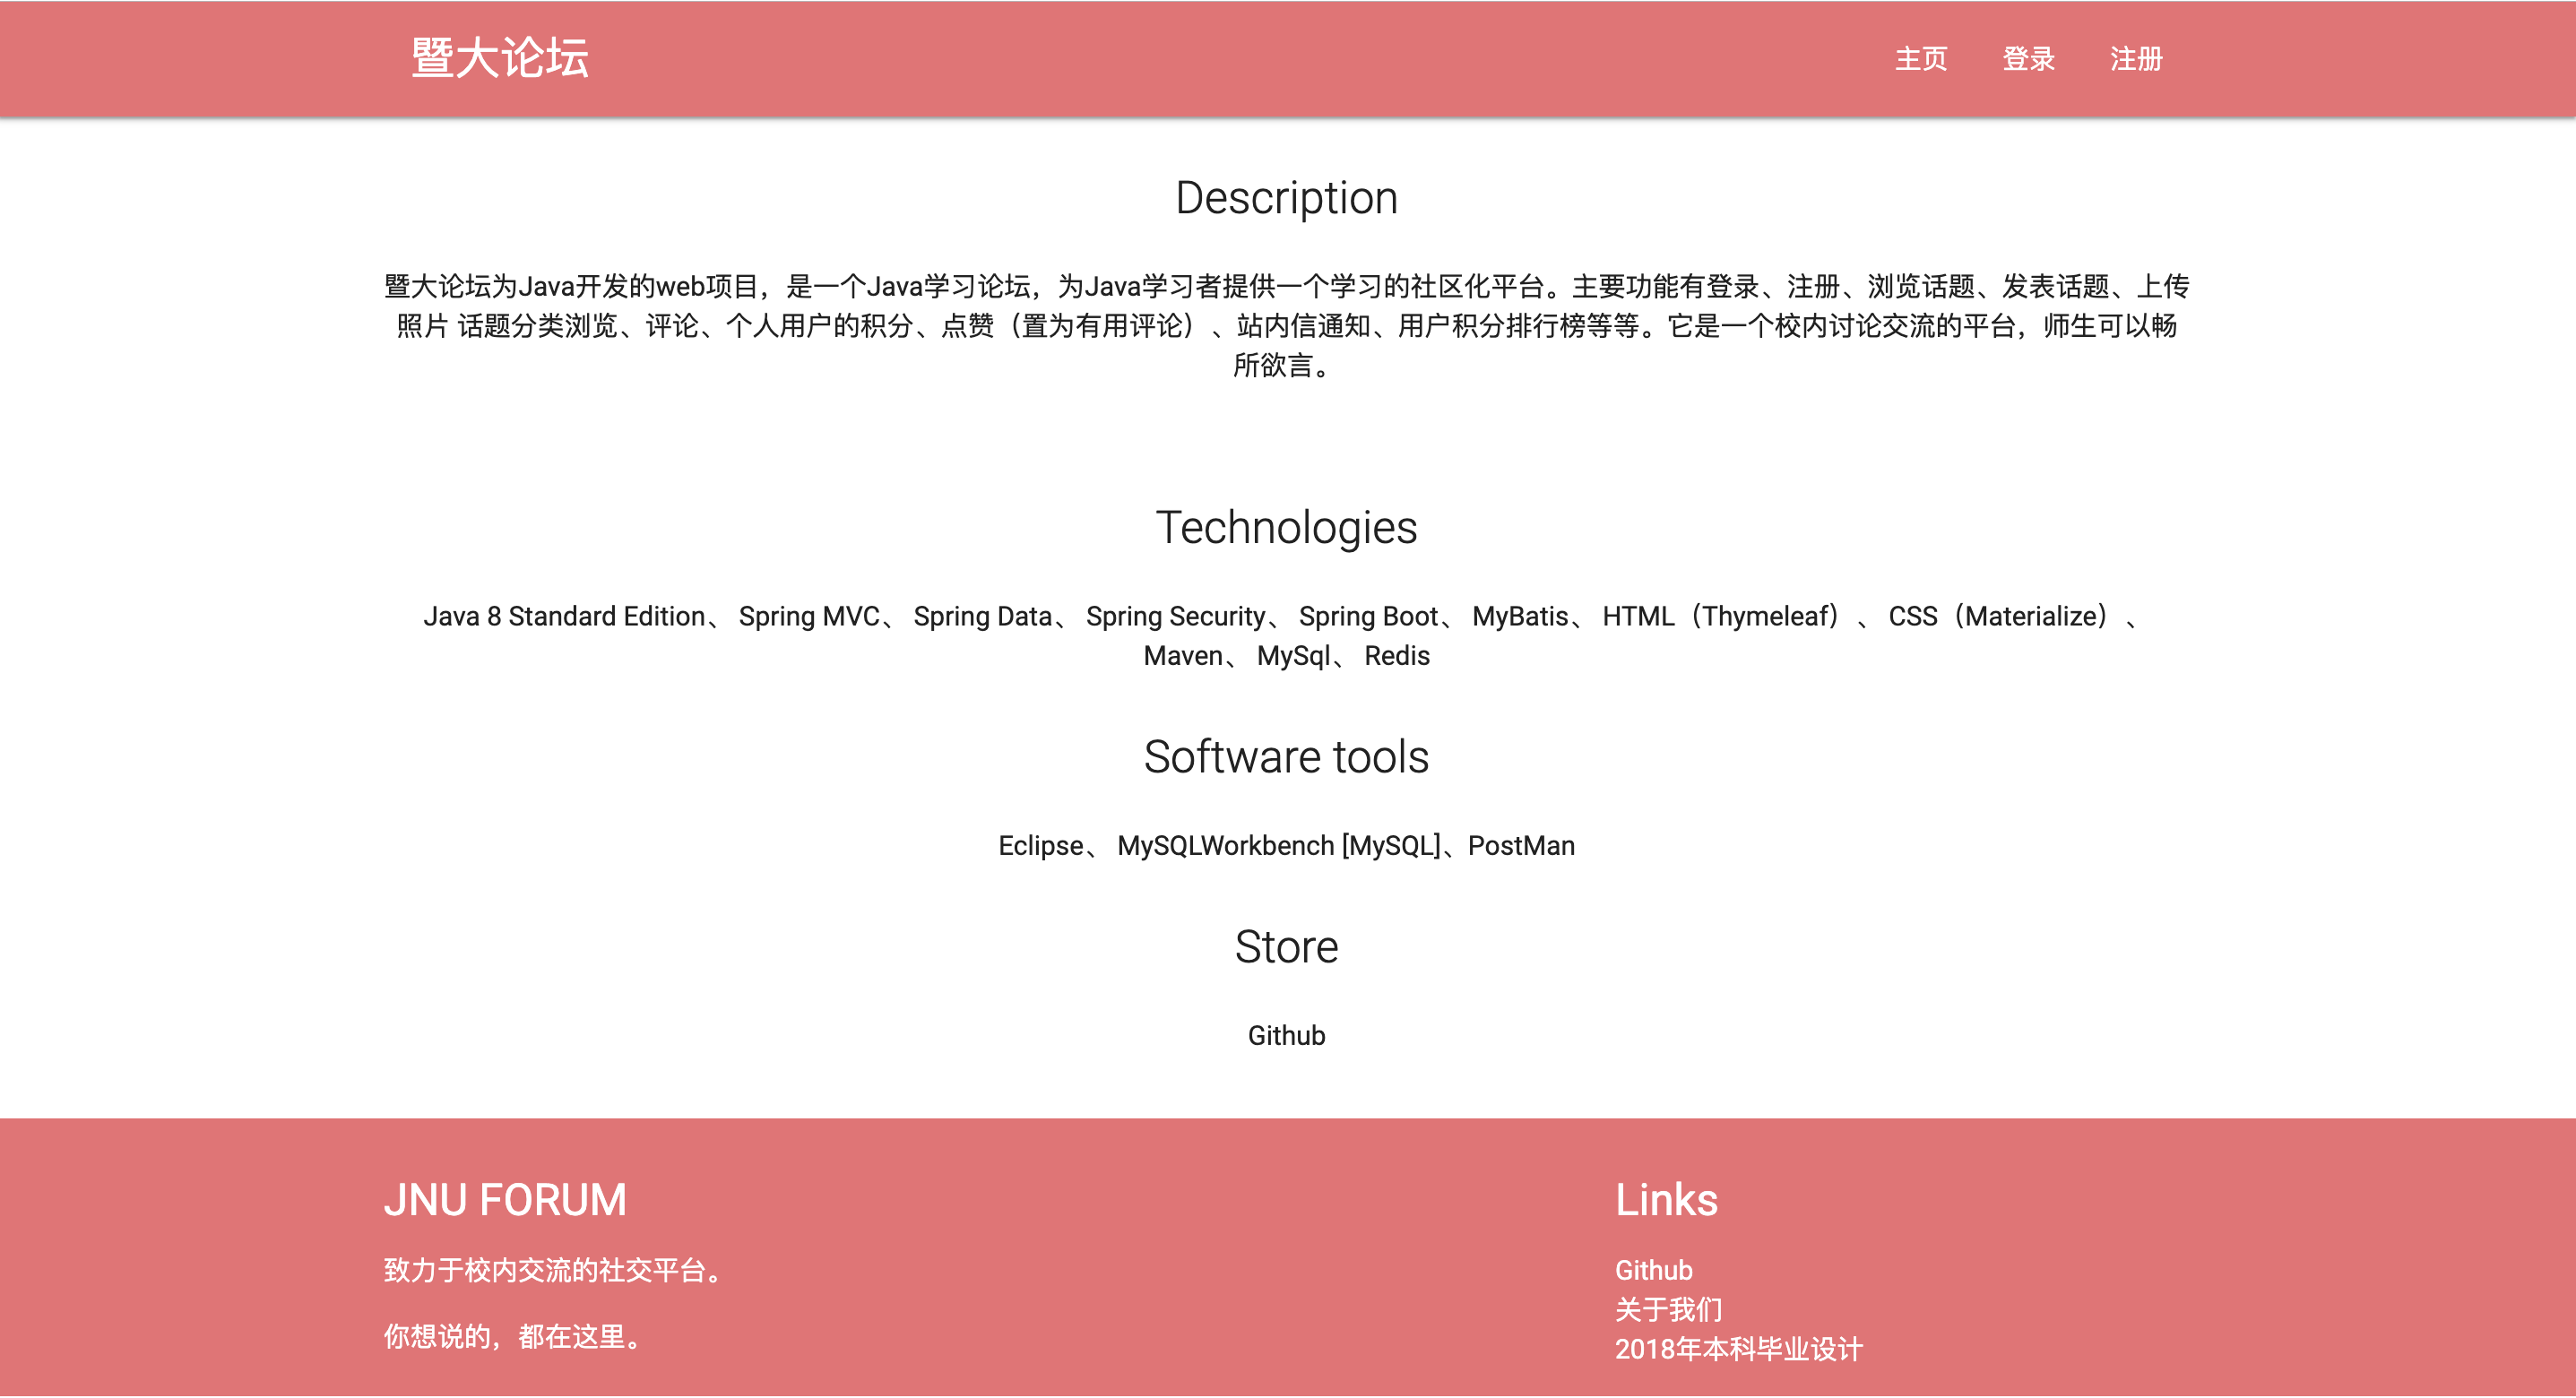 暨大论坛
主页 登录 注册
Description
暨大论坛为Java开发的web项目，是一个Java学习论坛，为Java学习者提供一个学习的社区化平台。主要功能有登录、注册、浏览话题、发表话题、上传
照片 话题分类浏览、评论、个人用户的积分、点赞（置为有用评论）、站内信通知、用户积分排行榜等等。它是一个校内讨论交流的平台，师生可以畅
所欲言。
Technologies
Java 8 Standard Edition、 Spring MVC、 Spring Data、 Spring Security、 Spring Boot、 MyBatis、 HTML（Thymeleaf）、 CSS（Materialize）、
Maven、 MySql、 Redis
Software tools
Eclipse、 MySQLWorkbench [MySQL]、PostMan
Store
Github
JNU FORUM
致力于校内交流的社交平台。
你想说的，都在这里。
Links
Github
关于我们
2018年本科毕业设计